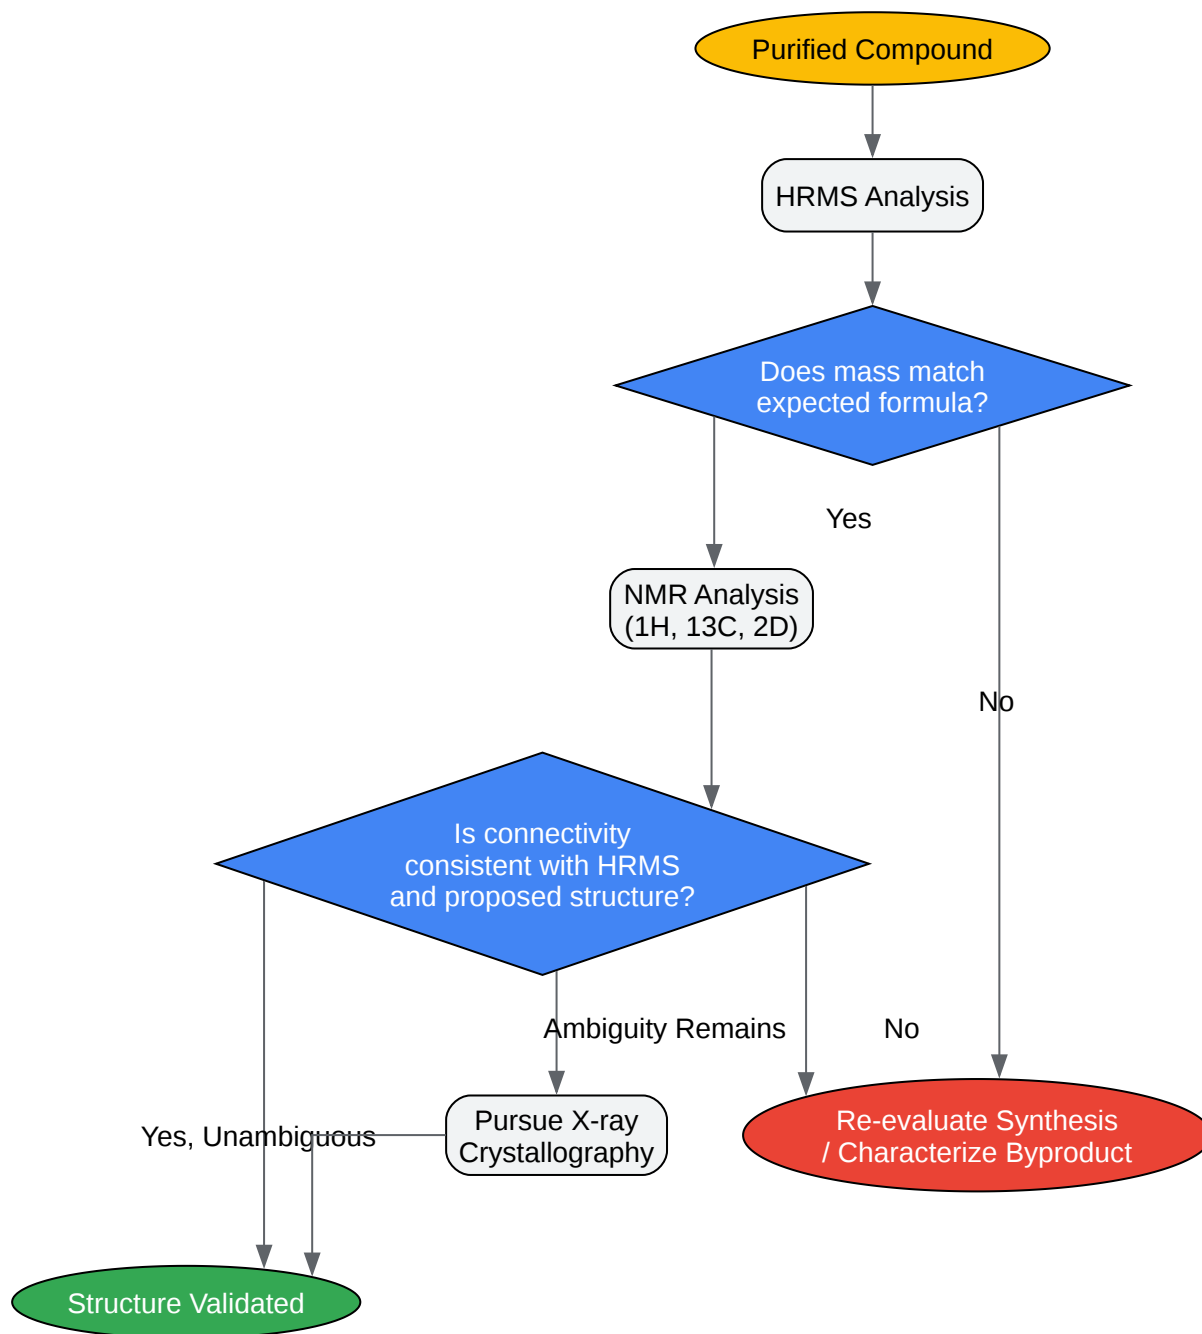 Purified Compound
HRMS Analysis
Does mass match
expected formula?
Yes
NMR Analysis
(1H, 13C, 2D)
No
Is connectivity
consistent with HRMS
and proposed structure?
Ambiguity Remains
No
Yes, Unambiguous
Pursue X-ray
Crystallography
Re-evaluate Synthesis
/ Characterize Byproduct
Structure Validated